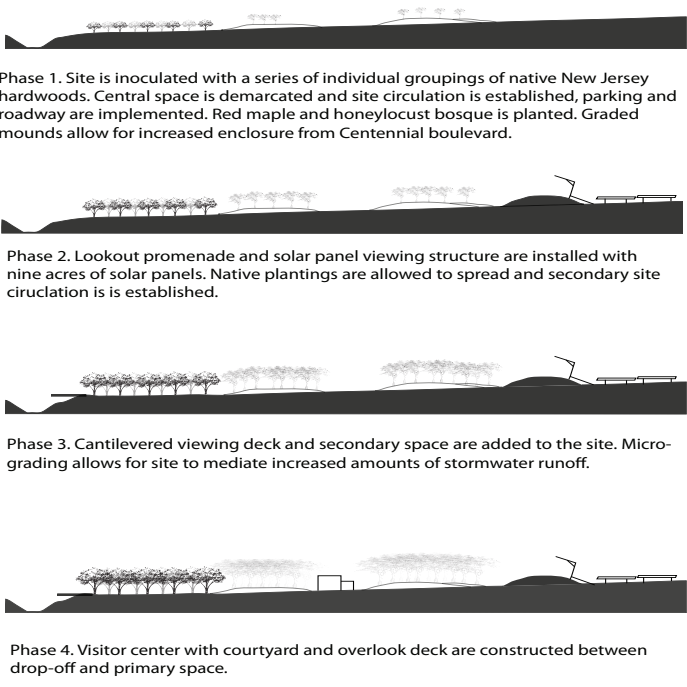 Phase 1. Site is inoculated with a series of individual groupings of native New Jersey
hardwoods. Central space is demarcated and site circulation is established, parking and
roadway are implemented. Red maple and honeylocust bosque is planted. Graded
mounds allow for increased enclosure from Centennial boulevard.
Phase 2. Lookout promenade and solar panel viewing structure are installed with
nine acres of solar panels. Native plantings are allowed to spread and secondary site
ciruclation is is established.
Phase 3. Cantilevered viewing deck and secondary space are added to the site. Micro-
grading allows for site to mediate increased amounts of stormwater runoff.
Phase 4. Visitor center with courtyard and overlook deck are constructed between
drop-off and primary space.